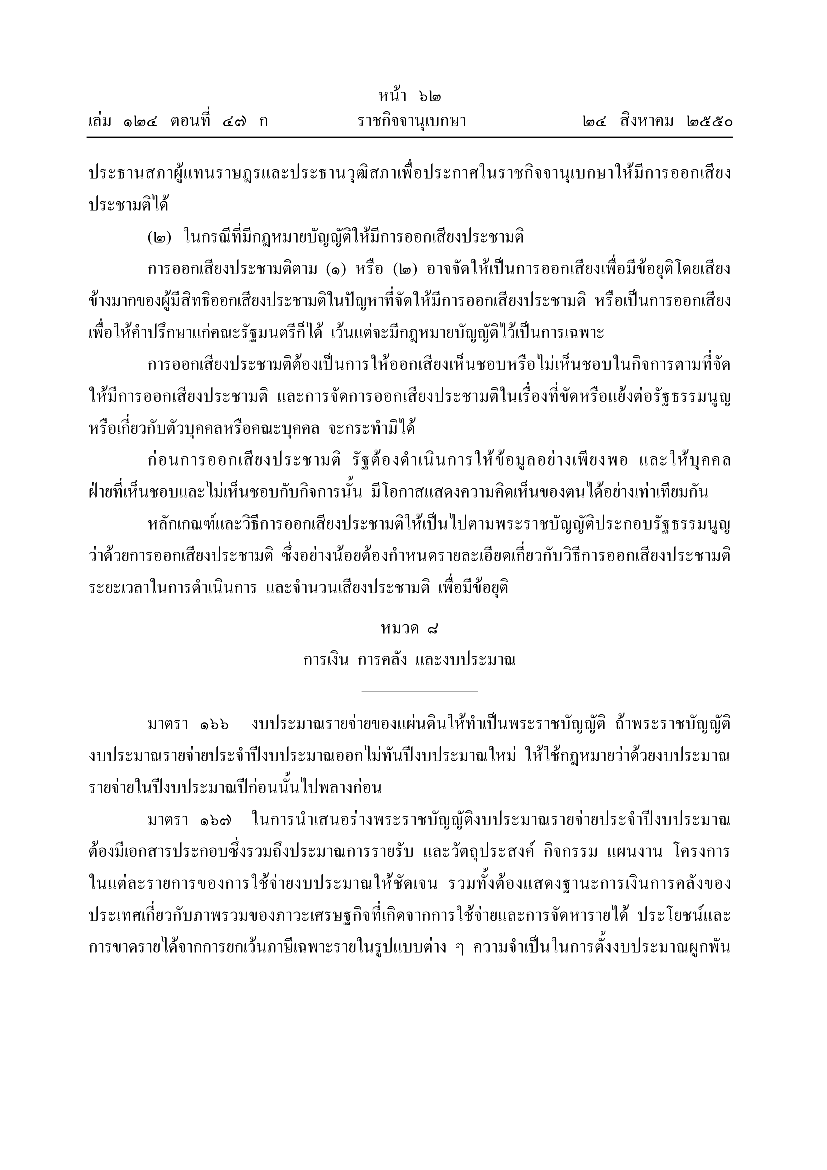 หน้า ๖๒
เล่ม ๑๒๔ ตอนที่ ๔๗ ก ราชกิจจานุเบกษา ๒๔ สิงหาคม ๒๕๕๐
ประธานสภาผู้แทนราษฎรและประธานวุฒิสภาเพื่อประกาศในราชกิจจานุเบกษาให้มีการออกเสียง
ประชามติได้
(๒) ในกรณีที่มีกฎหมายบัญญัติให้มีการออกเสียงประชามติ
การออกเสียงประชามติตาม (๑) หรือ (๒) อาจจัดให้เป็นการออกเสียงเพื่อมีข้อยุติโดยเสียง
ข้างมากของผู้มีสิทธิออกเสียงประชามติในปัญหาที่จัดให้มีการออกเสียงประชามติ หรือเป็นการออกเสียง
เพื่อให้คำปรึกษาแก่คณะรัฐมนตรีก็ได้ เว้นแต่จะมีกฎหมายบัญญัติไว้เป็นการเฉพาะ
การออกเสียงประชามติต้องเป็นการให้ออกเสียงเห็นชอบหรือไม่เห็นชอบในกิจการตามที่จัด
ให้มีการออกเสียงประชามติ และการจัดการออกเสียงประชามติในเรื่องที่ขัดหรือแย้งต่อรัฐธรรมนูญ
หรือเกี่ยวกับตัวบุคคลหรือคณะบุคคล จะกระทำมิได้
ก่อนการออกเสียงประชามติ รัฐต้องดำเนินการให้ข้อมูลอย่างเพียงพอ และให้บุคคล
ฝ่ายที่เห็นชอบและไม่เห็นชอบกับกิจการนั้น มีโอกาสแสดงความคิดเห็นของตนได้อย่างเท่าเทียมกัน
หลักเกณฑ์และวิธีการออกเสียงประชามติให้เป็นไปตามพระราชบัญญัติประกอบรัฐธรรมนูญ
ว่าด้วยการออกเสียงประชามติ ซึ่งอย่างน้อยต้องกำหนดรายละเอียดเกี่ยวกับวิธีการออกเสียงประชามติ
ระยะเวลาในการดำเนินการ และจำนวนเสียงประชามติ เพื่อมีข้อยุติ
หมวด ๘
การเงิน การคลัง และงบประมาณ
มาตรา ๑๖๖ งบประมาณรายจ่ายของแผ่นดินให้ทำเป็นพระราชบัญญัติ ถ้าพระราชบัญญัติ
งบประมาณรายจ่ายประจำปีงบประมาณออกไม่ทันปีงบประมาณใหม่ ให้ใช้กฎหมายว่าด้วยงบประมาณ
รายจ่ายในปีงบประมาณปีก่อนนั้นไปพลางก่อน
มาตรา ๑๖๗ ในการนำเสนอร่างพระราชบัญญัติงบประมาณรายจ่ายประจำปีงบประมาณ
ต้องมีเอกสารประกอบซึ่งรวมถึงประมาณการรายรับ และวัตถุประสงค์ กิจกรรม แผนงาน โครงการ
ในแต่ละรายการของการใช้จ่ายงบประมาณให้ชัดเจน รวมทั้งต้องแสดงฐานะการเงินการคลังของ
ประเทศเกี่ยวกับภาพรวมของภาวะเศรษฐกิจที่เกิดจากการใช้จ่ายและการจัดหารายได้ ประโยชน์และ
การขาดรายได้จากการยกเว้นภาษีเฉพาะรายในรูปแบบต่าง ๆ ความจำเป็นในการตั้งงบประมาณผูกพัน